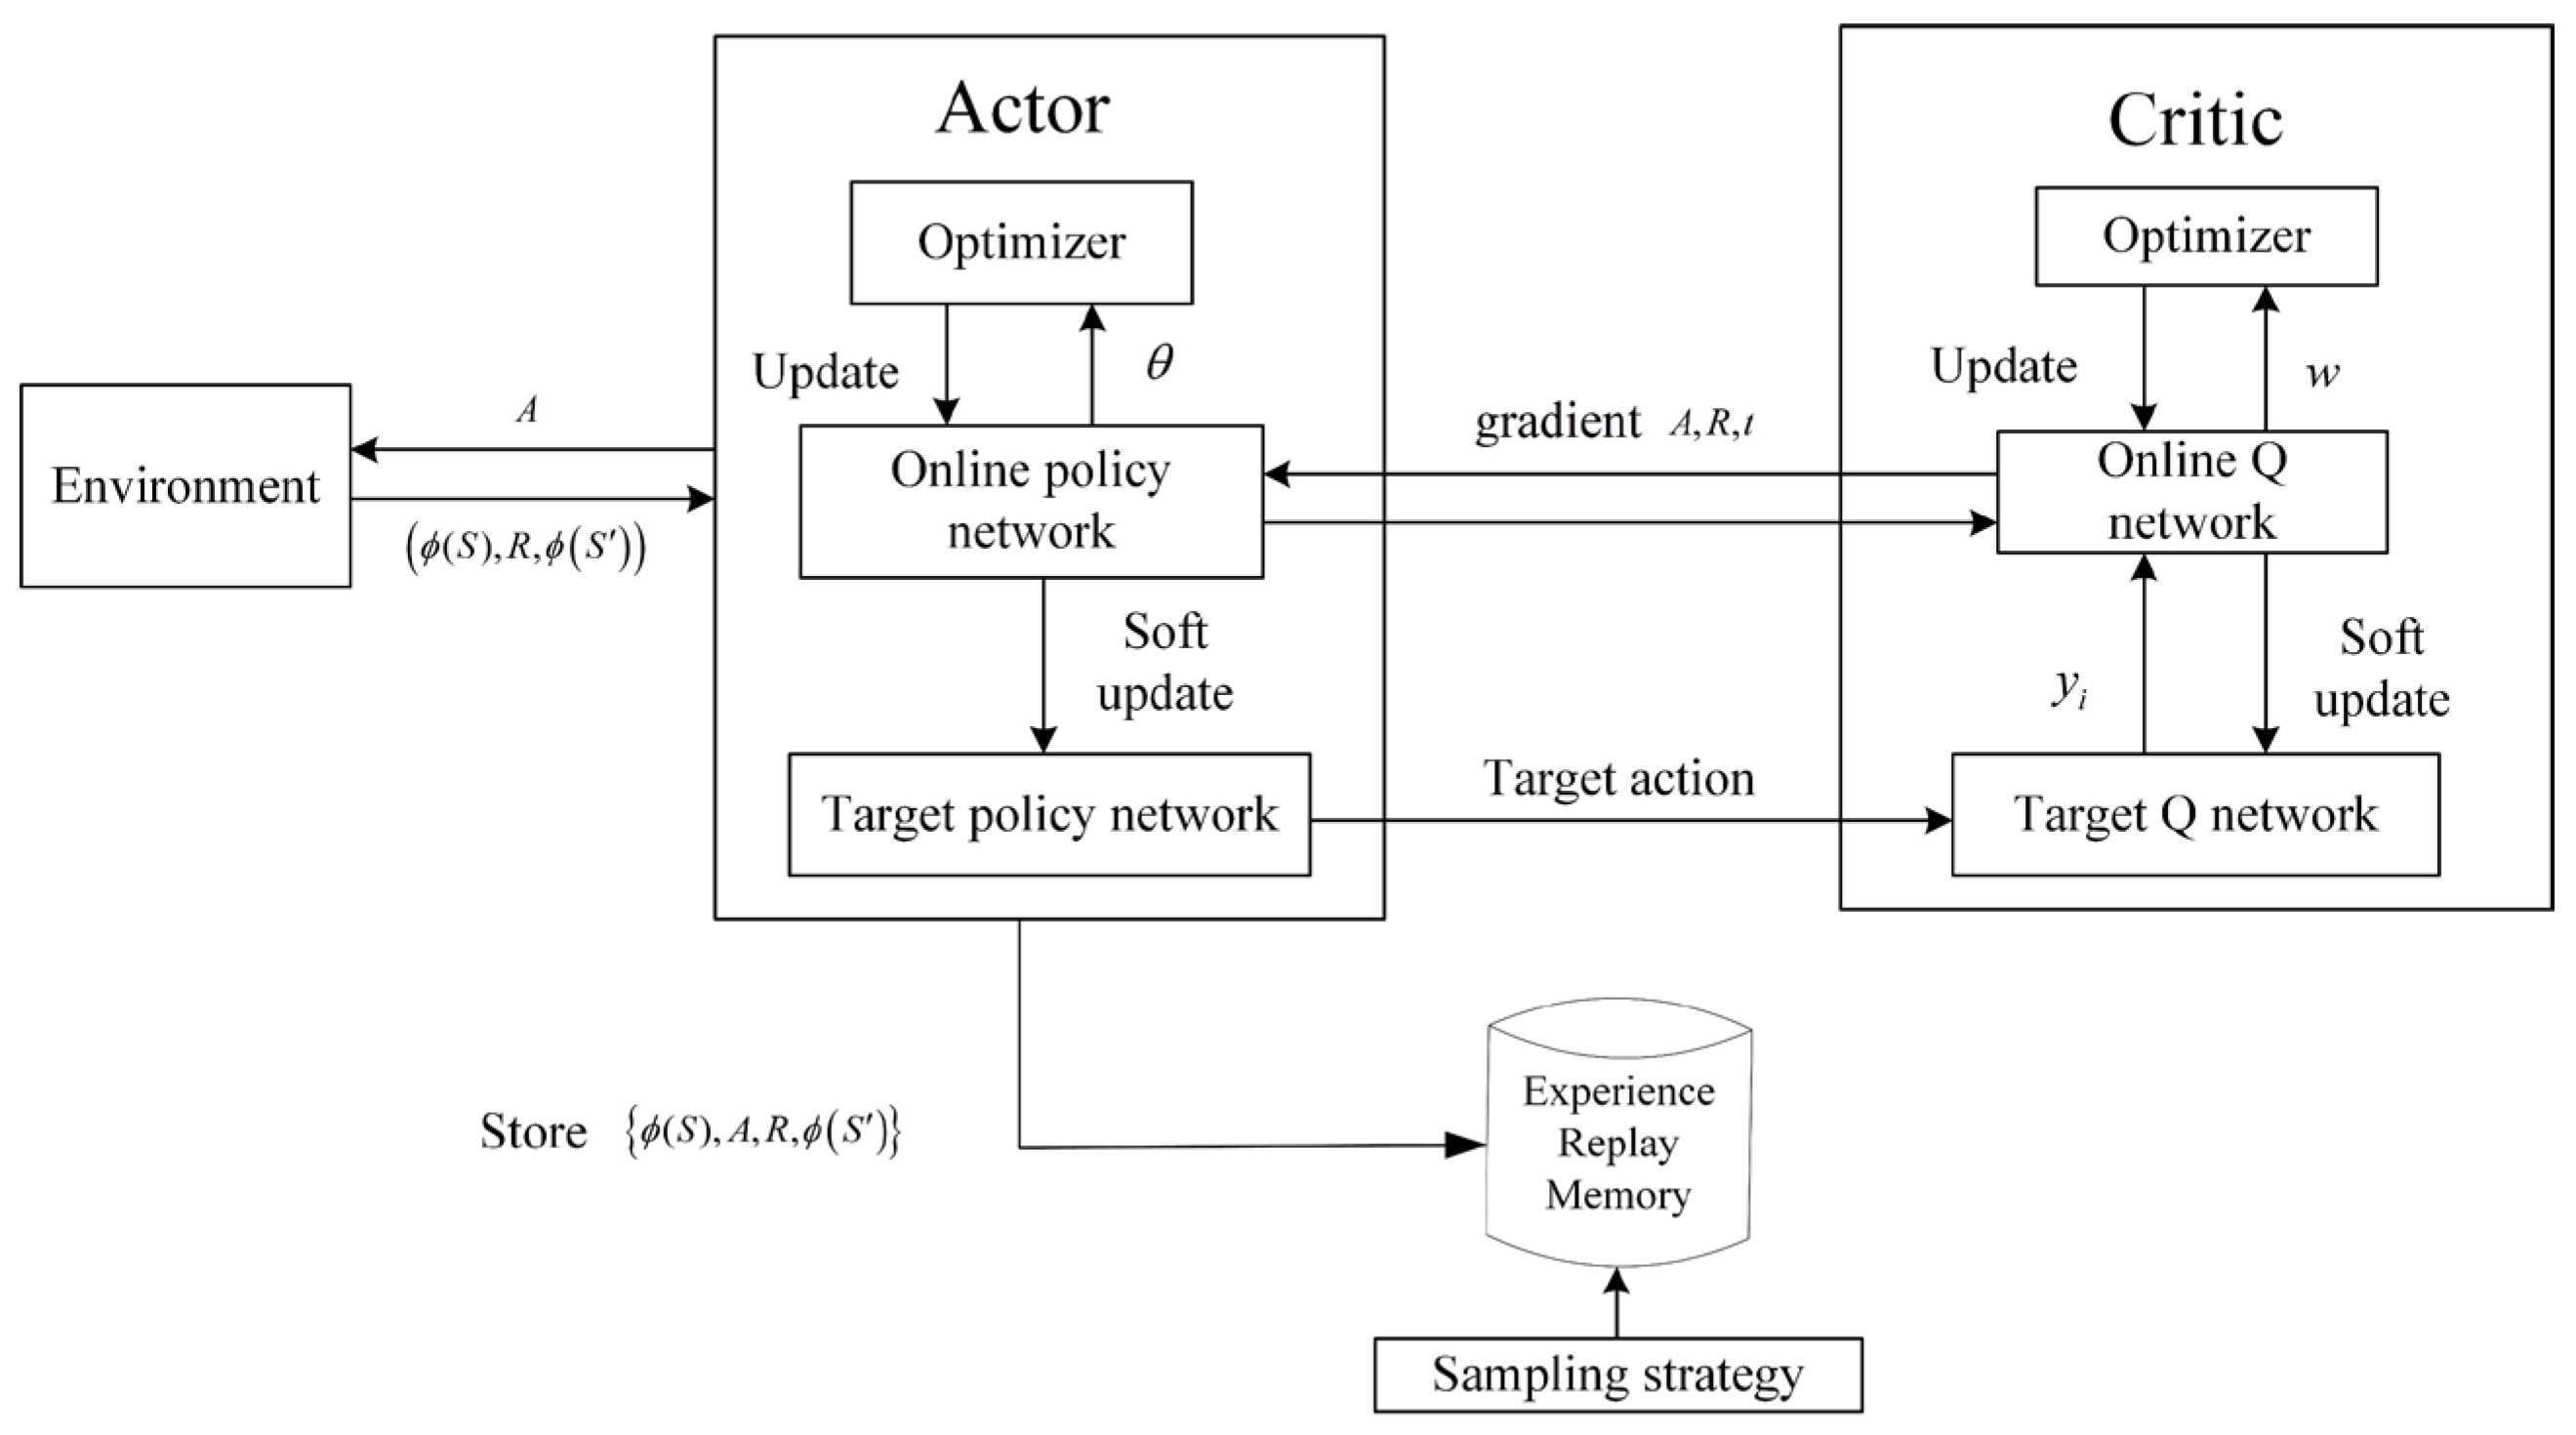 Actor
Critic
Optimizer
Optimizer
Update
θ
Update
w
A
gradient A,R,t
Environment
Online policy
network
Online Q
network
(ϕ(S),R,ϕ(S′))
Soft
update
y_i
Soft
update
Target action
Target policy network
Target Q network
Store {ϕ(S),A,R,ϕ(S′)}
Experience
Replay
Memory
Sampling strategy